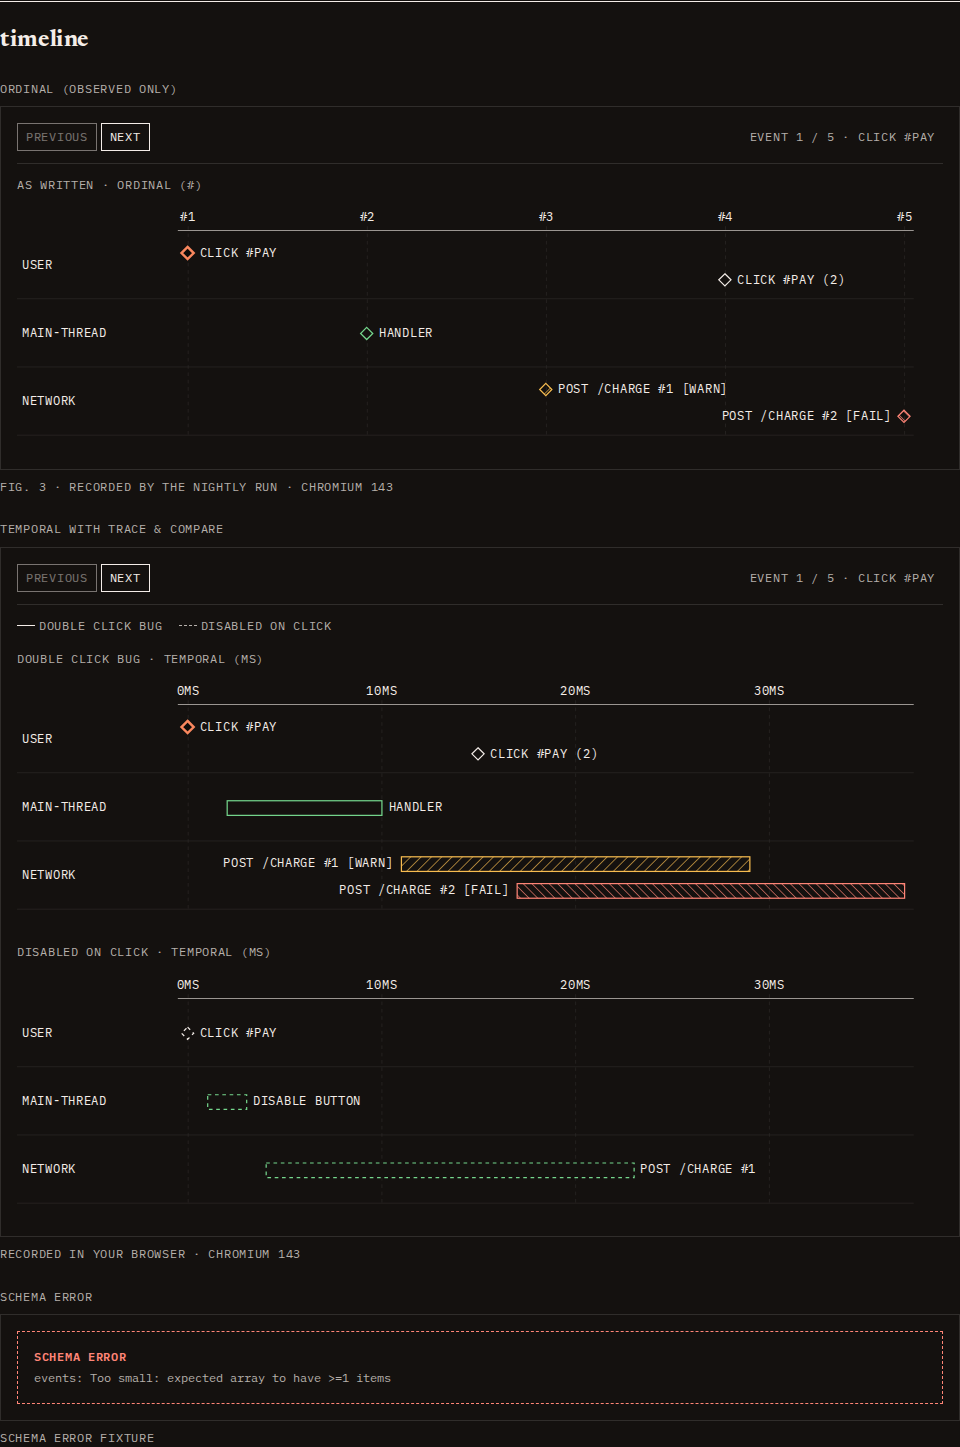 timeline
ORDINAL (OBSERVED ONLY)
PREVIOUS NEXT EVENT 1 / 5 · CLICK #PAY
AS WRITTEN · ORDINAL (#)
#1 #2 #3 #4 #5
CLICK #PAY
USER
CLICK #PAY (2)
MAIN-THREAD HANDLER
POST /CHARGE #1 [WARN]
NETWORK
POST /CHARGE #2 [FAIL]
FIG. 3 · RECORDED BY THE NIGHTLY RUN · CHROMIUM 143
TEMPORAL WITH TRACE & COMPARE
PREVIOUS NEXT EVENT 1 / 5 · CLICK #PAY
DOUBLE CLICK BUG DISABLED ON CLICK
DOUBLE CLICK BUG · TEMPORAL (MS)
0MS 10MS 20MS 30MS
CLICK #PAY
USER
CLICK #PAY (2)
MAIN-THREAD HANDLER
POST /CHARGE #1 [WARN]
NETWORK
POST /CHARGE #2 [FAIL]
DISABLED ON CLICK · TEMPORAL (MS)
0MS 10MS 20MS 30MS
USER CLICK #PAY
MAIN-THREAD DISABLE BUTTON
NETWORK POST /CHARGE #1
RECORDED IN YOUR BROWSER · CHROMIUM 143
SCHEMA ERROR
SCHEMA ERROR
events: Too small: expected array to have >=1 items
SCHEMA ERROR FIXTURE